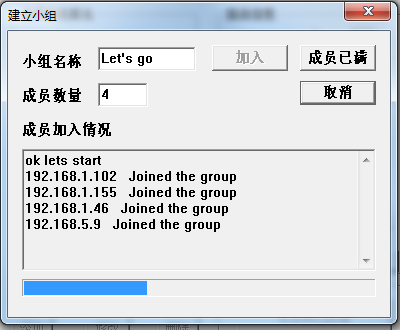 建立小组
小组名称 Let's go 加入 成员已满
成员数量 4 取消
成员加入情况
ok lets start
192.168.1.102 Joined the group
192.168.1.155 Joined the group
192.168.1.46 Joined the group
192.168.5.9 Joined the group